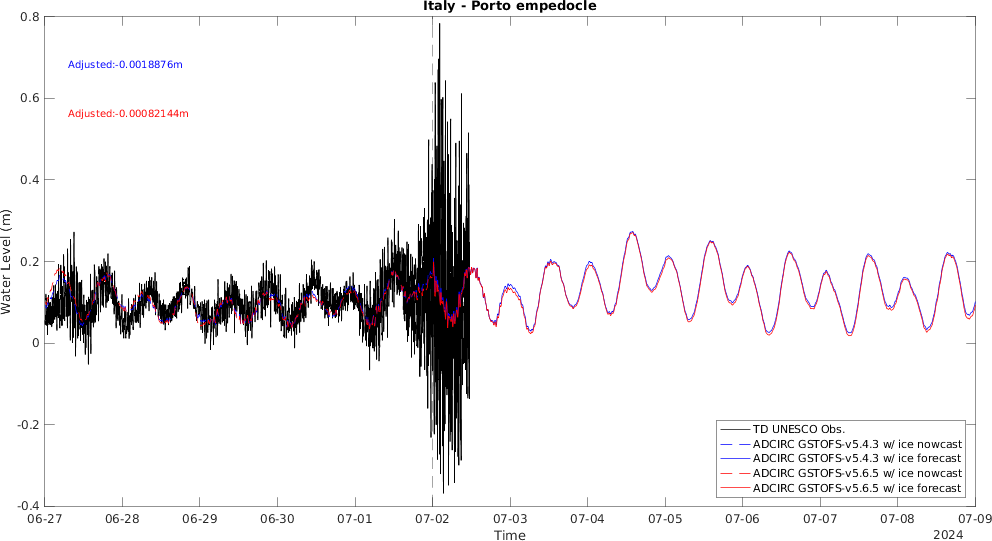 Italy - Porto empedocle
Adjusted:-0.0018876m
Adjusted:-0.00082144m
Water Level (m)
0.8
0.6
0.4
0.2
0
-0.2
-0.4
TD UNESCO Obs.
ADCIRC GSTOFS-v5.4.3 w/ ice nowcast
ADCIRC GSTOFS-v5.4.3 w/ ice forecast
ADCIRC GSTOFS-v5.6.5 w/ ice nowcast
ADCIRC GSTOFS-v5.6.5 w/ ice forecast
06-27 06-28 06-29 06-30 07-01 07-02 07-03 07-04 07-05 07-06 07-07 07-08 07-09
Time
2024